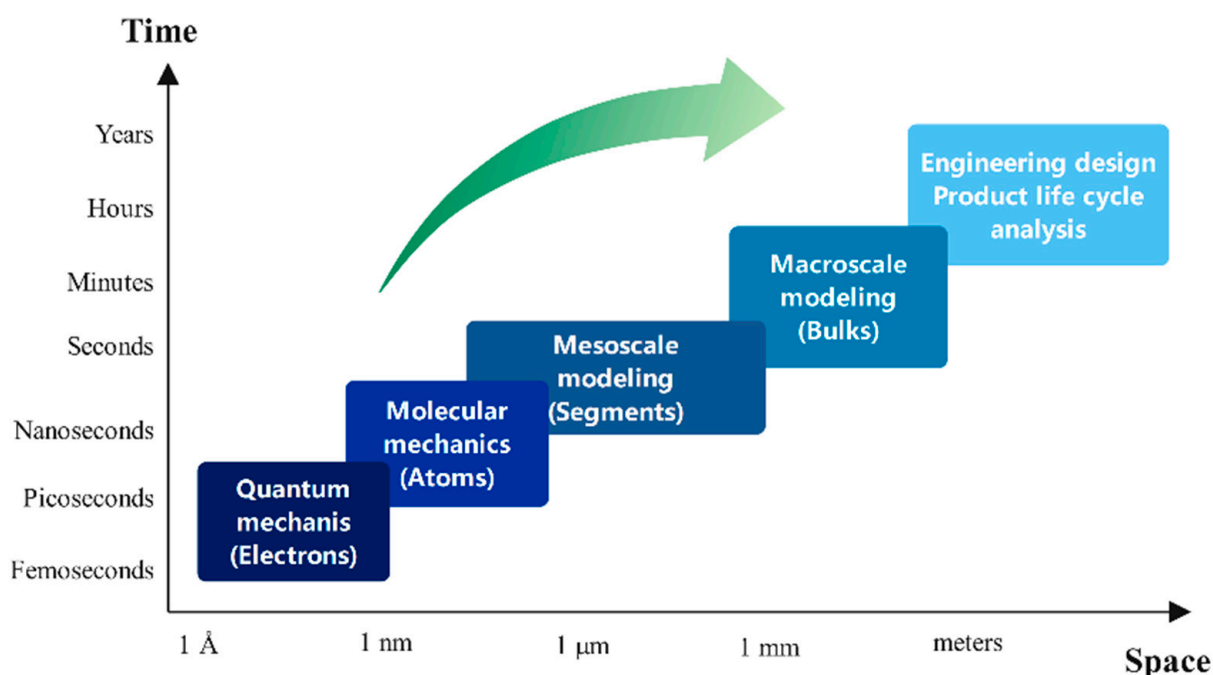 Time
Years
Hours
Minutes
Seconds
Nanoseconds
Picoseconds
Femoseconds
Engineering design
Product life cycle
analysis
Macroscale
modeling
(Bulks)
Mesoscale
modeling
(Segments)
Molecular
mechanics
(Atoms)
Quantum
mechanis
(Electrons)
1 Å
1 nm
1 μm
1 mm
meters
Space